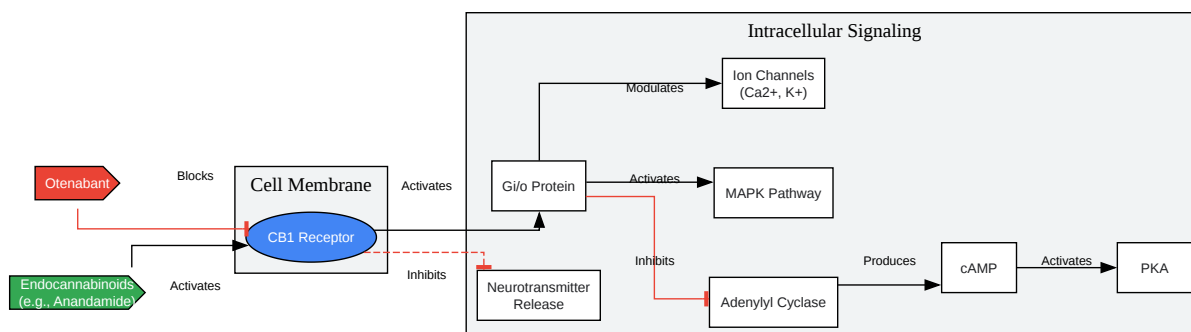 Intracellular Signaling
Ion Channels
(Ca2+, K+)
Modulates
Otenabant
Blocks
Cell Membrane
Activates
Gi/o Protein
Activates
MAPK Pathway
CB1 Receptor
Endocannabinoids
(e.g., Anandamide)
Activates
Inhibits
Neurotransmitter
Release
Inhibits
Adenylyl Cyclase
Produces
cAMP
Activates
PKA